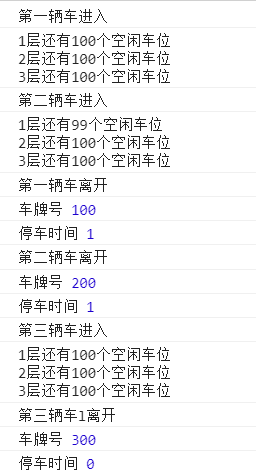 第一辆车进入
1层还有100个空闲车位
2层还有100个空闲车位
3层还有100个空闲车位
第二辆车进入
1层还有99个空闲车位
2层还有100个空闲车位
3层还有100个空闲车位
第一辆车离开
车牌号 100
停车时间 1
第二辆车离开
车牌号 200
停车时间 1
第三辆车进入
1层还有100个空闲车位
2层还有100个空闲车位
3层还有100个空闲车位
第三辆车1离开
车牌号 300
停车时间 0